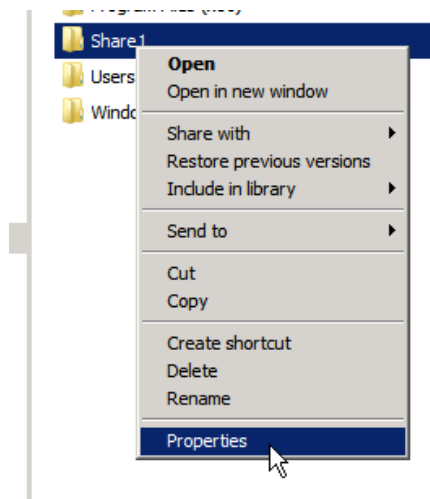 Share1
Users
Open
Open in new window
Share with
Restore previous versions
Include in library
Send to
Cut
Copy
Create shortcut
Delete
Rename
Properties